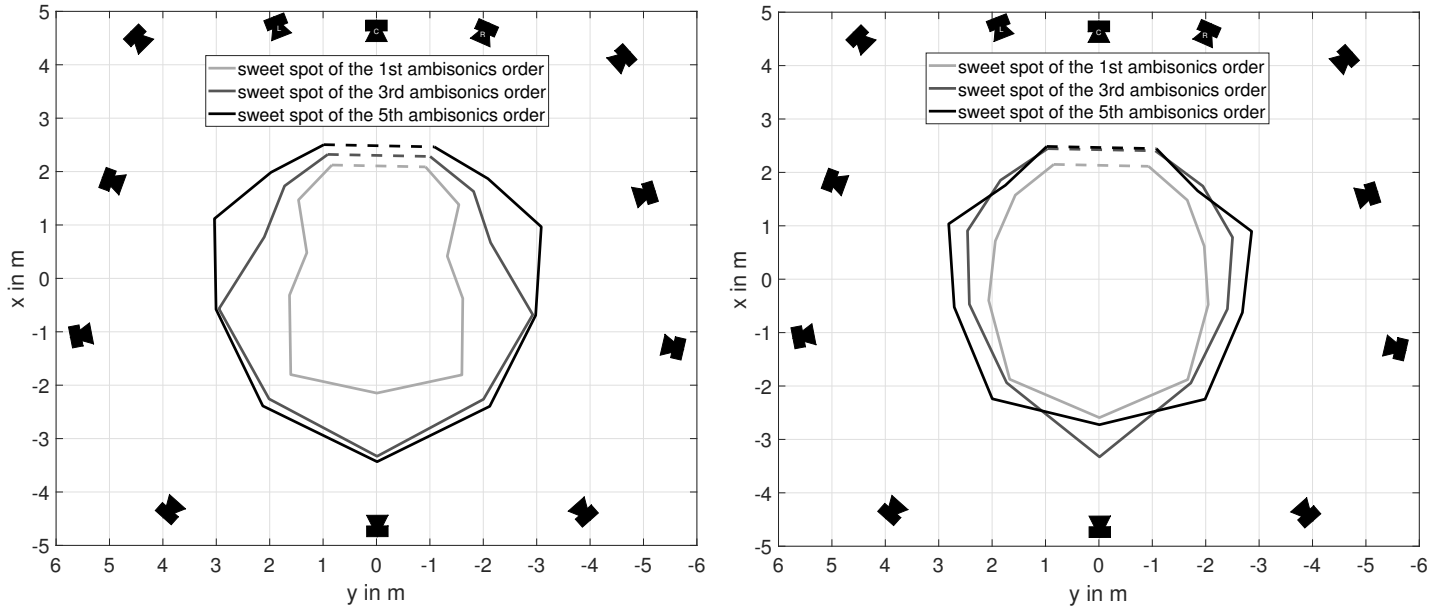 5
4
3
2
1
0
-1
-2
-3
-4
-5
x in m
L
C
R
sweet spot of the 1st ambisonics order
sweet spot of the 3rd ambisonics order
sweet spot of the 5th ambisonics order
6 5 4 3 2 1 0 -1 -2 -3 -4 -5 -6
y in m
5
4
3
2
1
0
-1
-2
-3
-4
-5
x in m
L
C
R
sweet spot of the 1st ambisonics order
sweet spot of the 3rd ambisonics order
sweet spot of the 5th ambisonics order
6 5 4 3 2 1 0 -1 -2 -3 -4 -5 -6
y in m